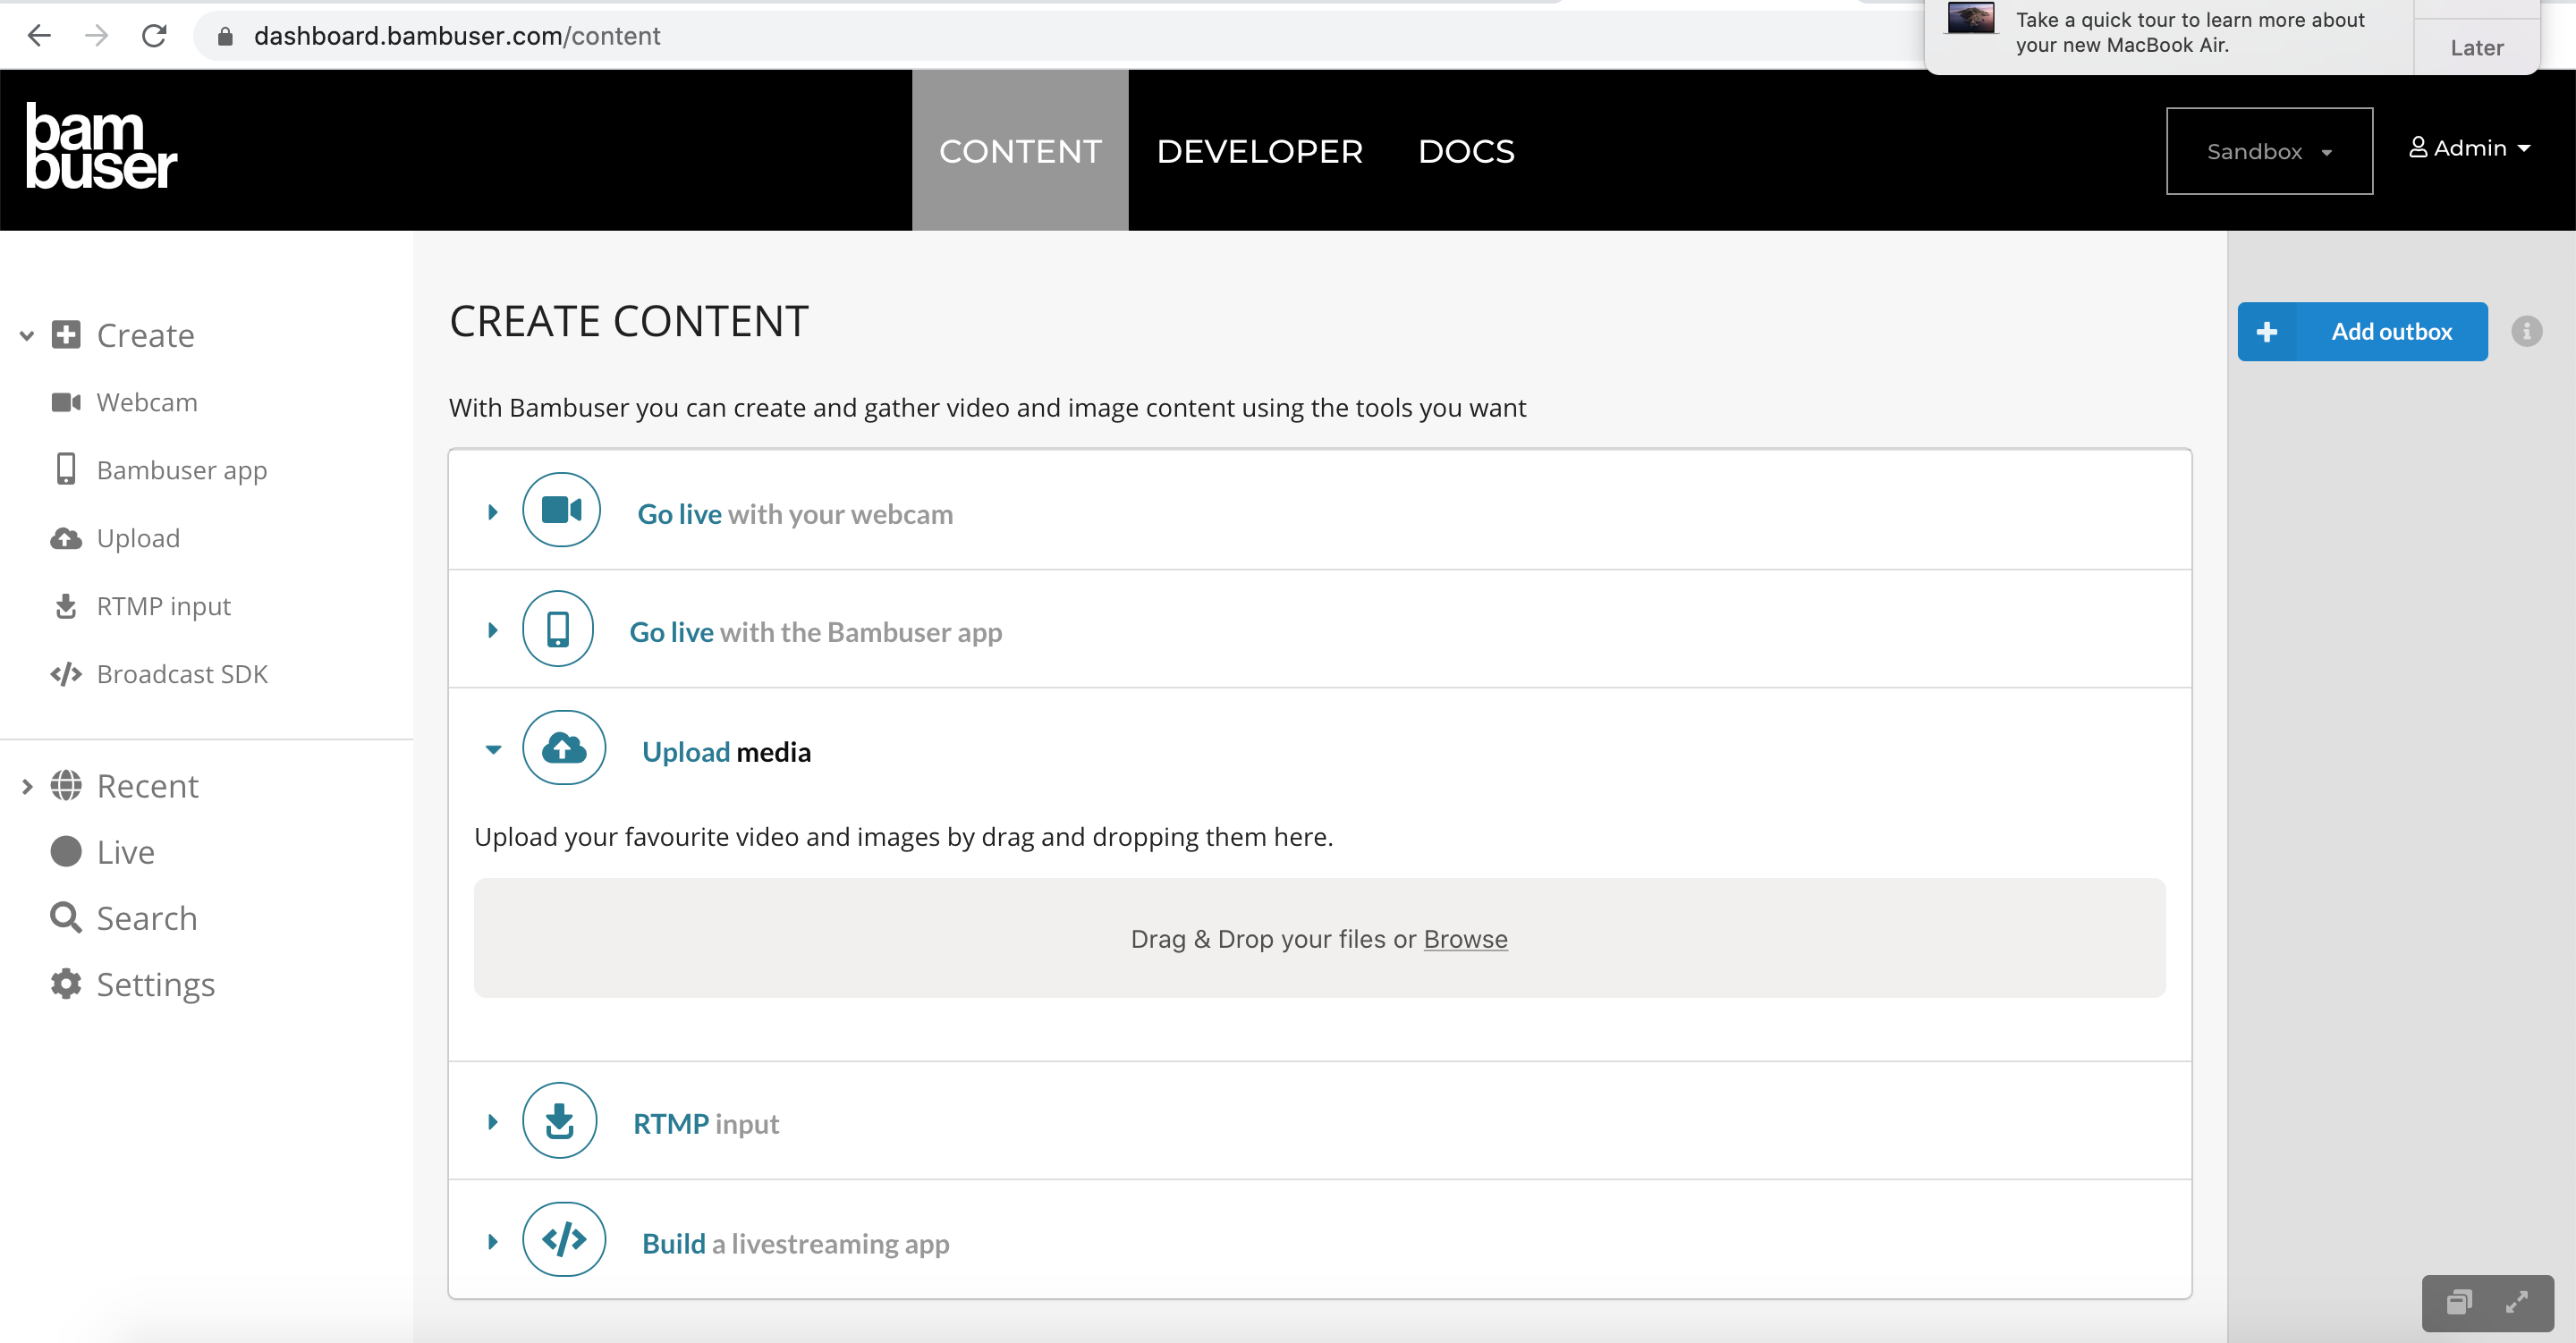 dashboard.bambuser.com/content
Take a quick tour to learn more about
your new MacBook Air.
Later
bam
buser
CONTENT
DEVELOPER
DOCS
Sandbox
Admin
Create
Webcam
Bambuser app
Upload
RTMP input
Broadcast SDK
Recent
Live
Search
Settings
CREATE CONTENT
With Bambuser you can create and gather video and image content using the tools you want
Go live with your webcam
Go live with the Bambuser app
Upload media
Upload your favourite video and images by drag and dropping them here.
Drag & Drop your files or Browse
RTMP input
Build a livestreaming app
Add outbox